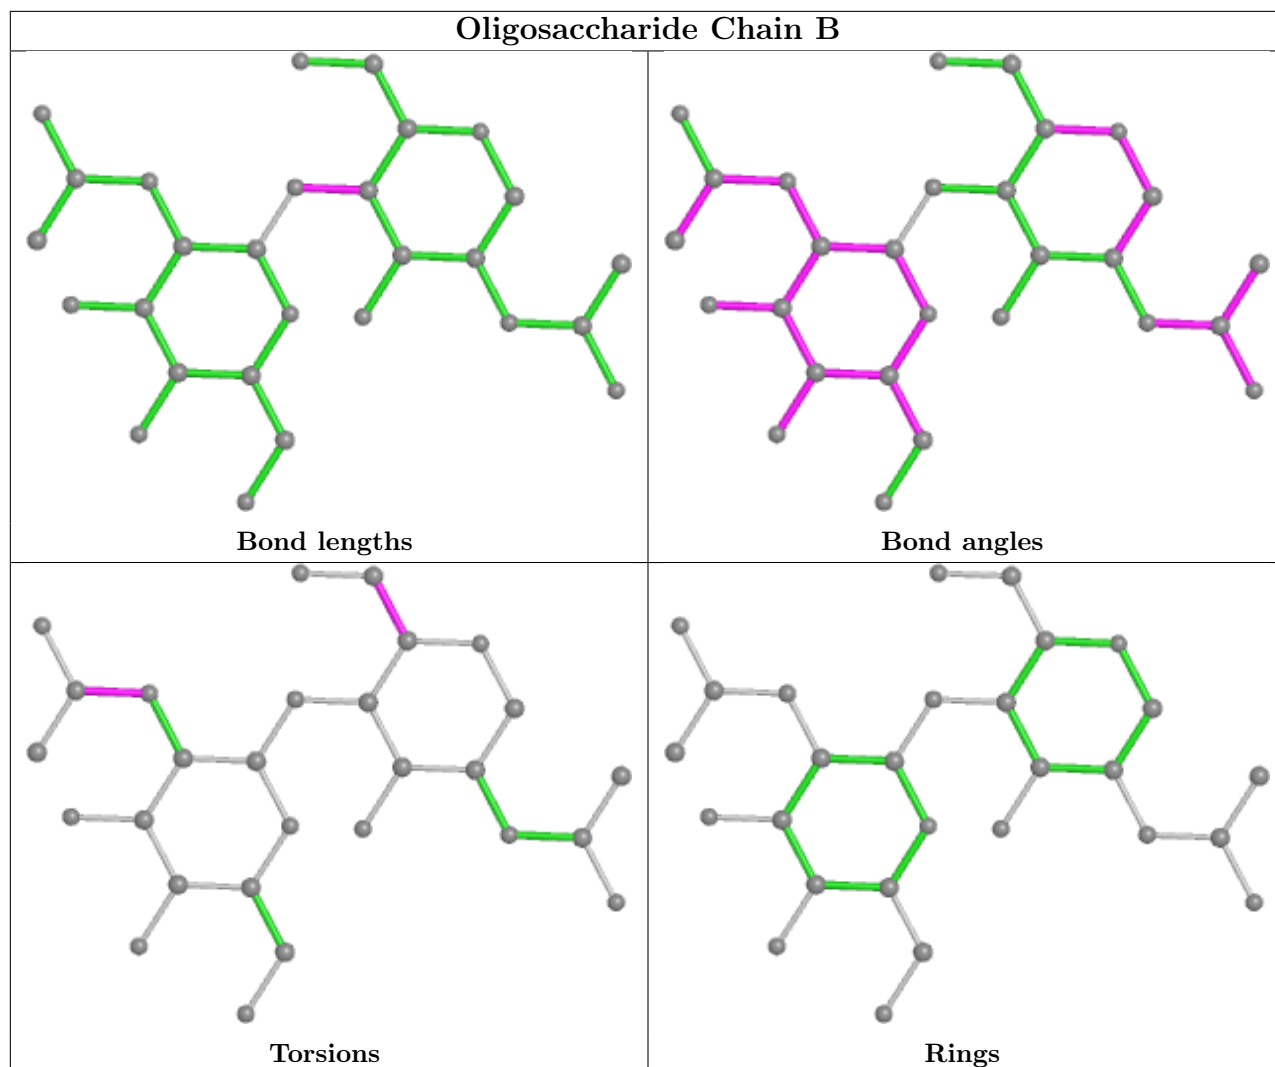 Oligosaccharide Chain B
Bond lengths
Bond angles
Torsions
Rings